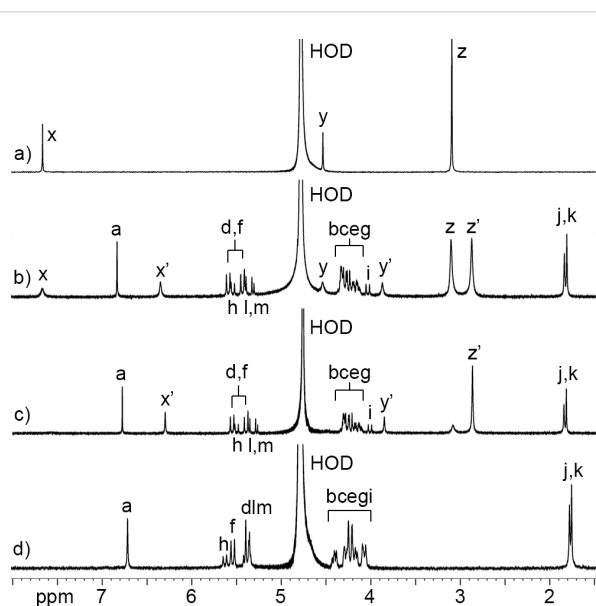 HOD
z
x
y
a)
HOD
a
d,f
bceg
z z'
j,k
x
x'
y
i
y'
b)
h l,m
HOD
a
d,f
bceg
z'
j,k
x'
i
y'
c)
h l,m
HOD
a
dlm
bcegi
j,k
f
h
d)
ppm 7 6 5 4 3 2